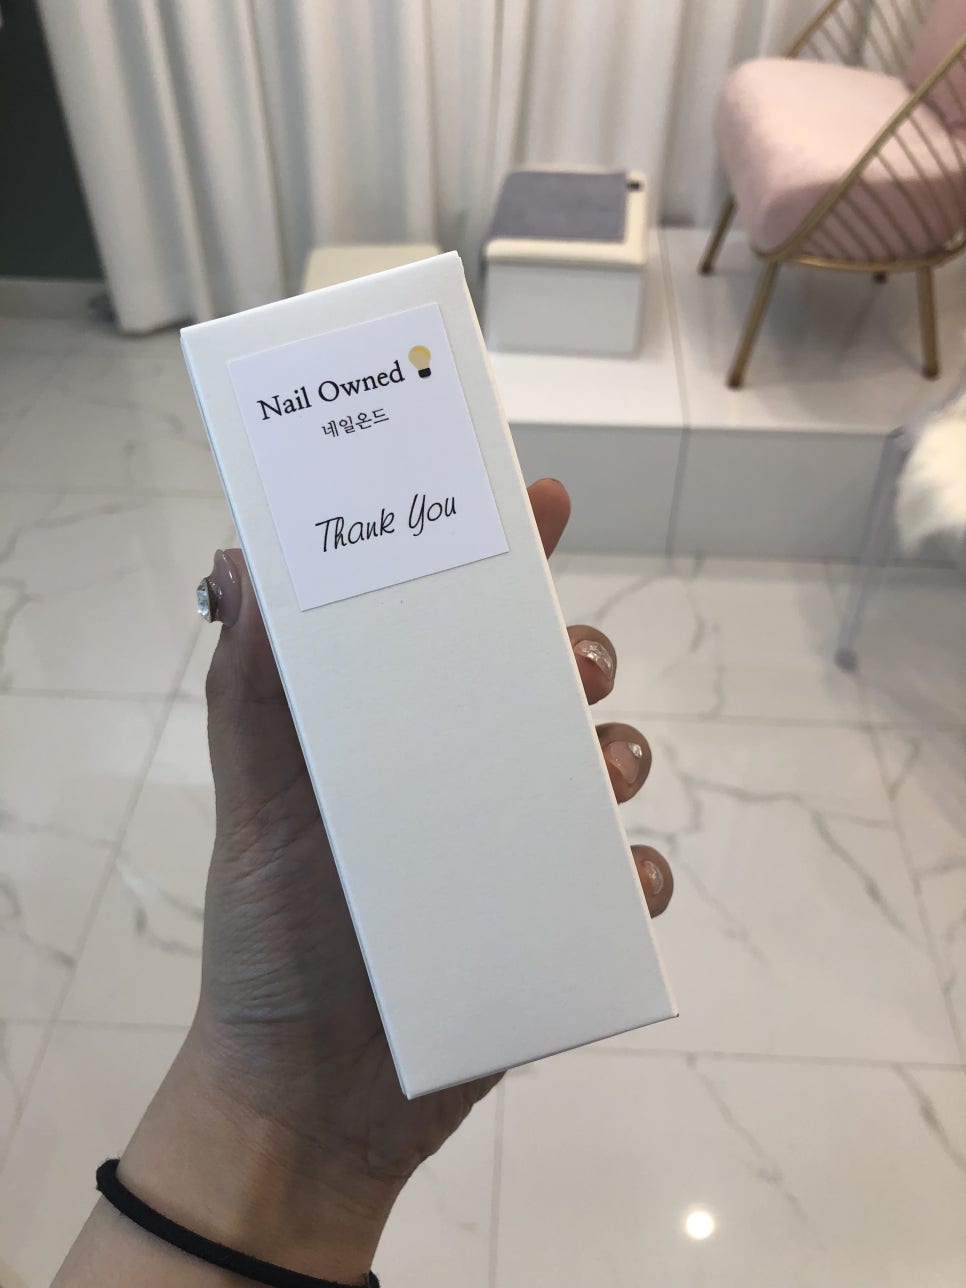 Nail Owned
네일온드
Thank You